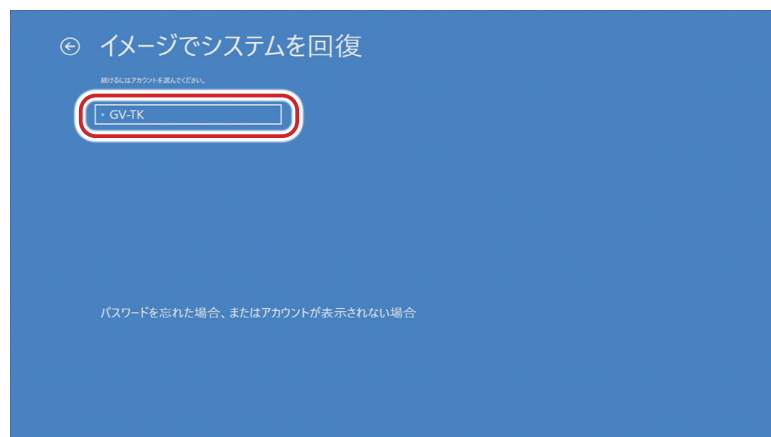 イメージでシステムを回復
続けるにはアカウントを選んでください。
GV-TK
パスワードを忘れた場合、またはアカウントが表示されない場合